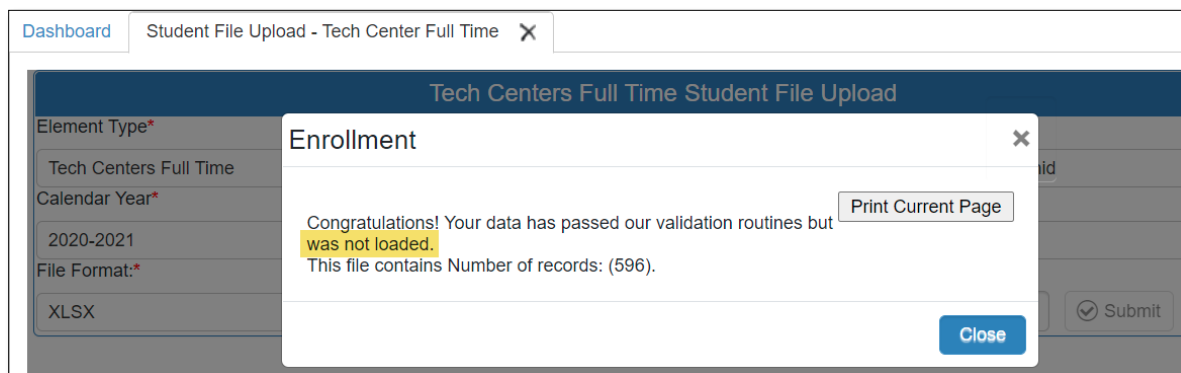 Dashboard
Student File Upload - Tech Center Full Time
Tech Centers Full Time Student File Upload
Element Type*
Enrollment
Tech Centers Full Time
Calendar Year*
Print Current Page
Congratulations! Your data has passed our validation routines but
was not loaded.
2020-2021
This file contains Number of records: (596).
File Format:*
XLSX
Submit
Close